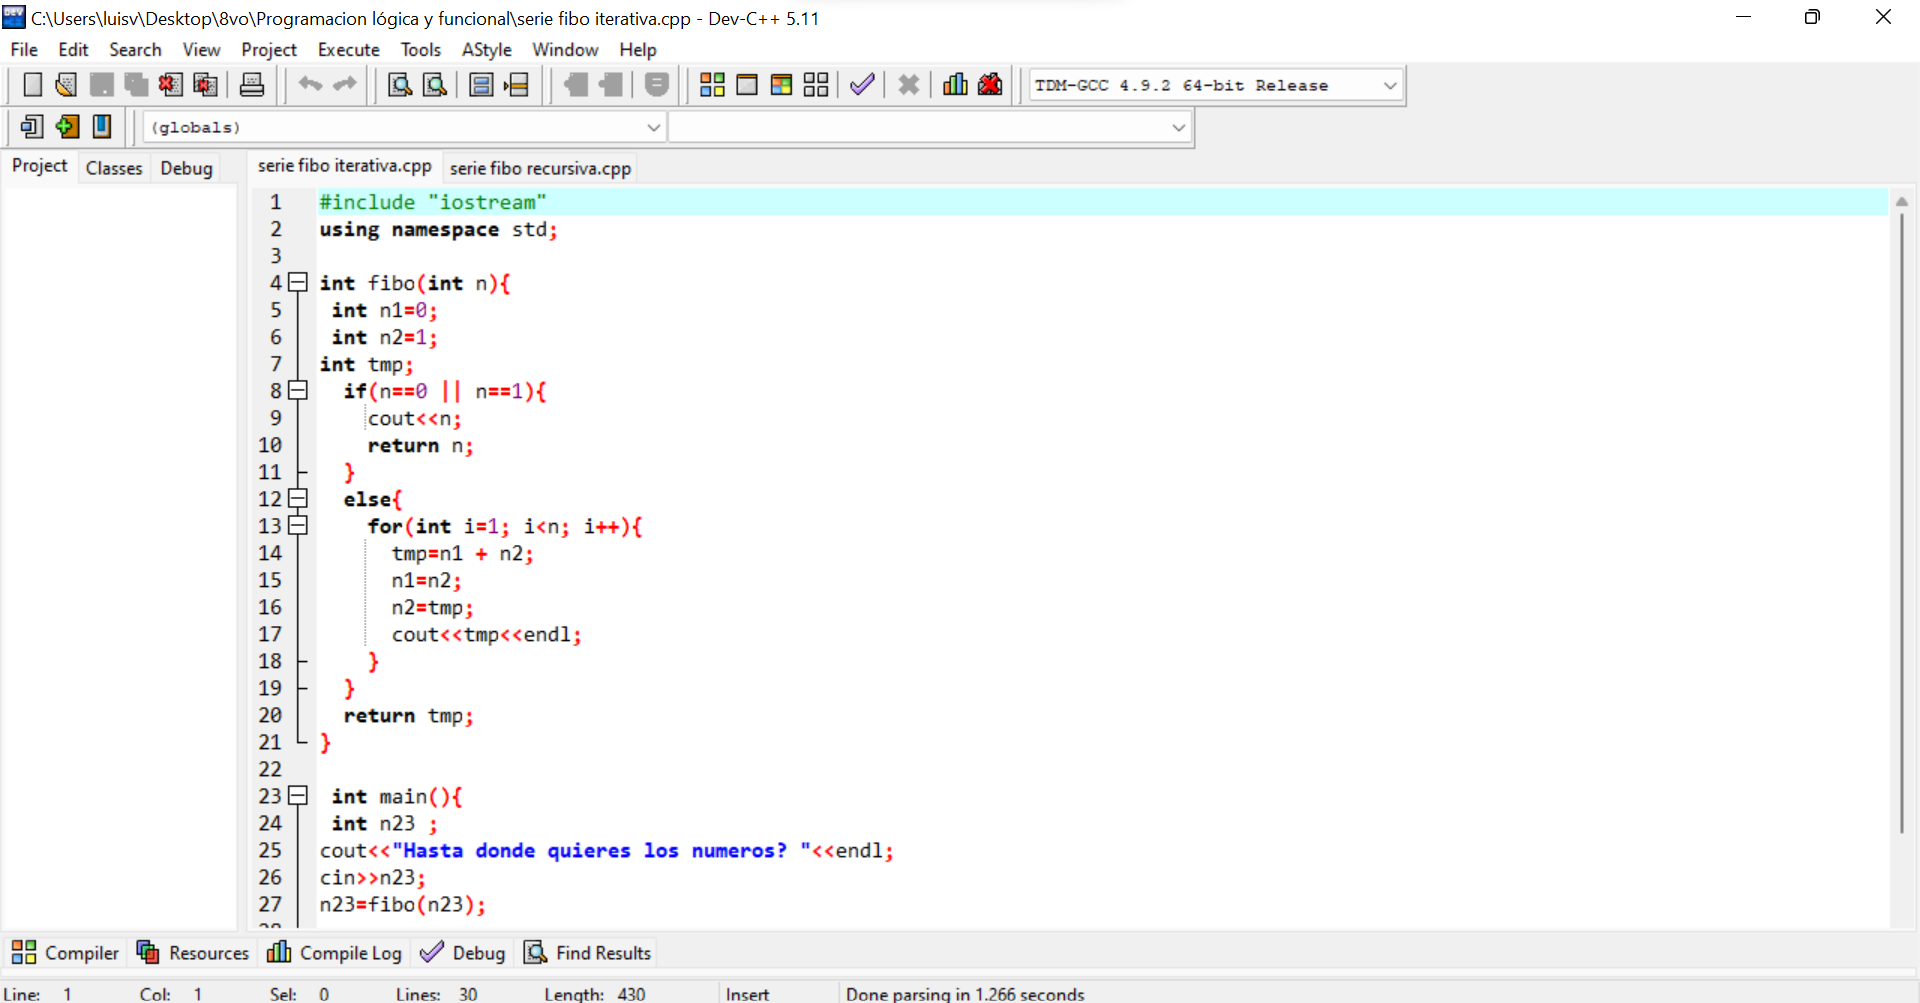 C:\Users\luisv\Desktop\8vo\Programacion lógica y funcional\serie fibo iterativa.cpp - Dev-C++ 5.11
File Edit Search View Project Execute Tools AStyle Window Help
TDM-GCC 4.9.2 64-bit Release
(globals)
Project Classes Debug serie fibo iterativa.cpp serie fibo recursiva.cpp
1 #include "iostream"
2 using namespace std;
3
4 int fibo(int n){
5 int n1=0;
6 int n2=1;
7 int tmp;
8 if(n==0 || n==1){
9 cout<<n;
10 return n;
11 }
12 else{
13 for(int i=1; i<n; i++){
14 tmp=n1 + n2;
15 n1=n2;
16 n2=tmp;
17 cout<<tmp<<endl;
18 }
19 }
20 return tmp;
21 }
22
23 int main(){
24 int n23 ;
25 cout<<"Hasta donde quieres los numeros? "<<endl;
26 cin>>n23;
27 n23=fibo(n23);
Compiler Resources Compile Log Debug Find Results
Line: 1 Col: 1 Sel: 0 Lines: 30 Length: 430 Insert Done parsing in 1.266 seconds